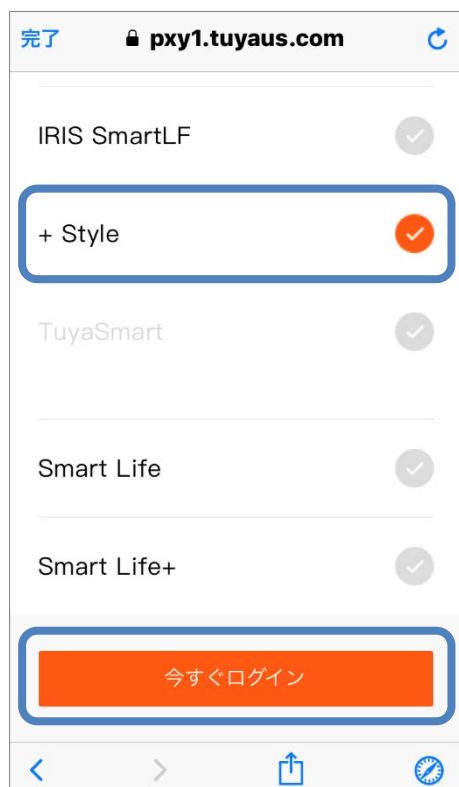 完了 pxy1.tuyaus.com
IRIS SmartLF
+ Style
TuyaSmart
Smart Life
Smart Life+
今すぐログイン